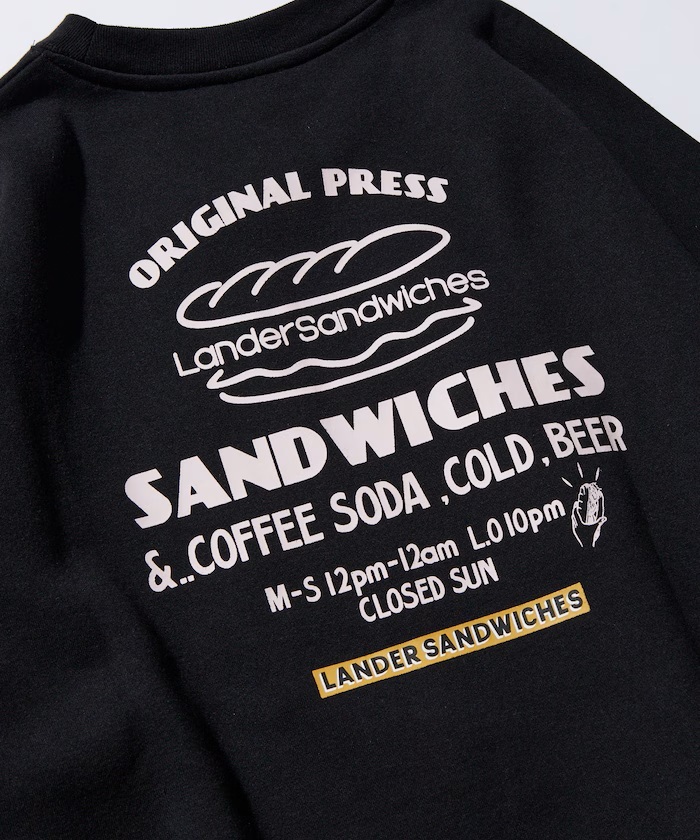 ORIGINAL PRESS
LanderSandwiches
SANDWICHES
&..COFFEE SODA ,COLD ,BEER
M-S 12pm-12am L.O 10pm
CLOSED SUN
LANDER SANDWICHES